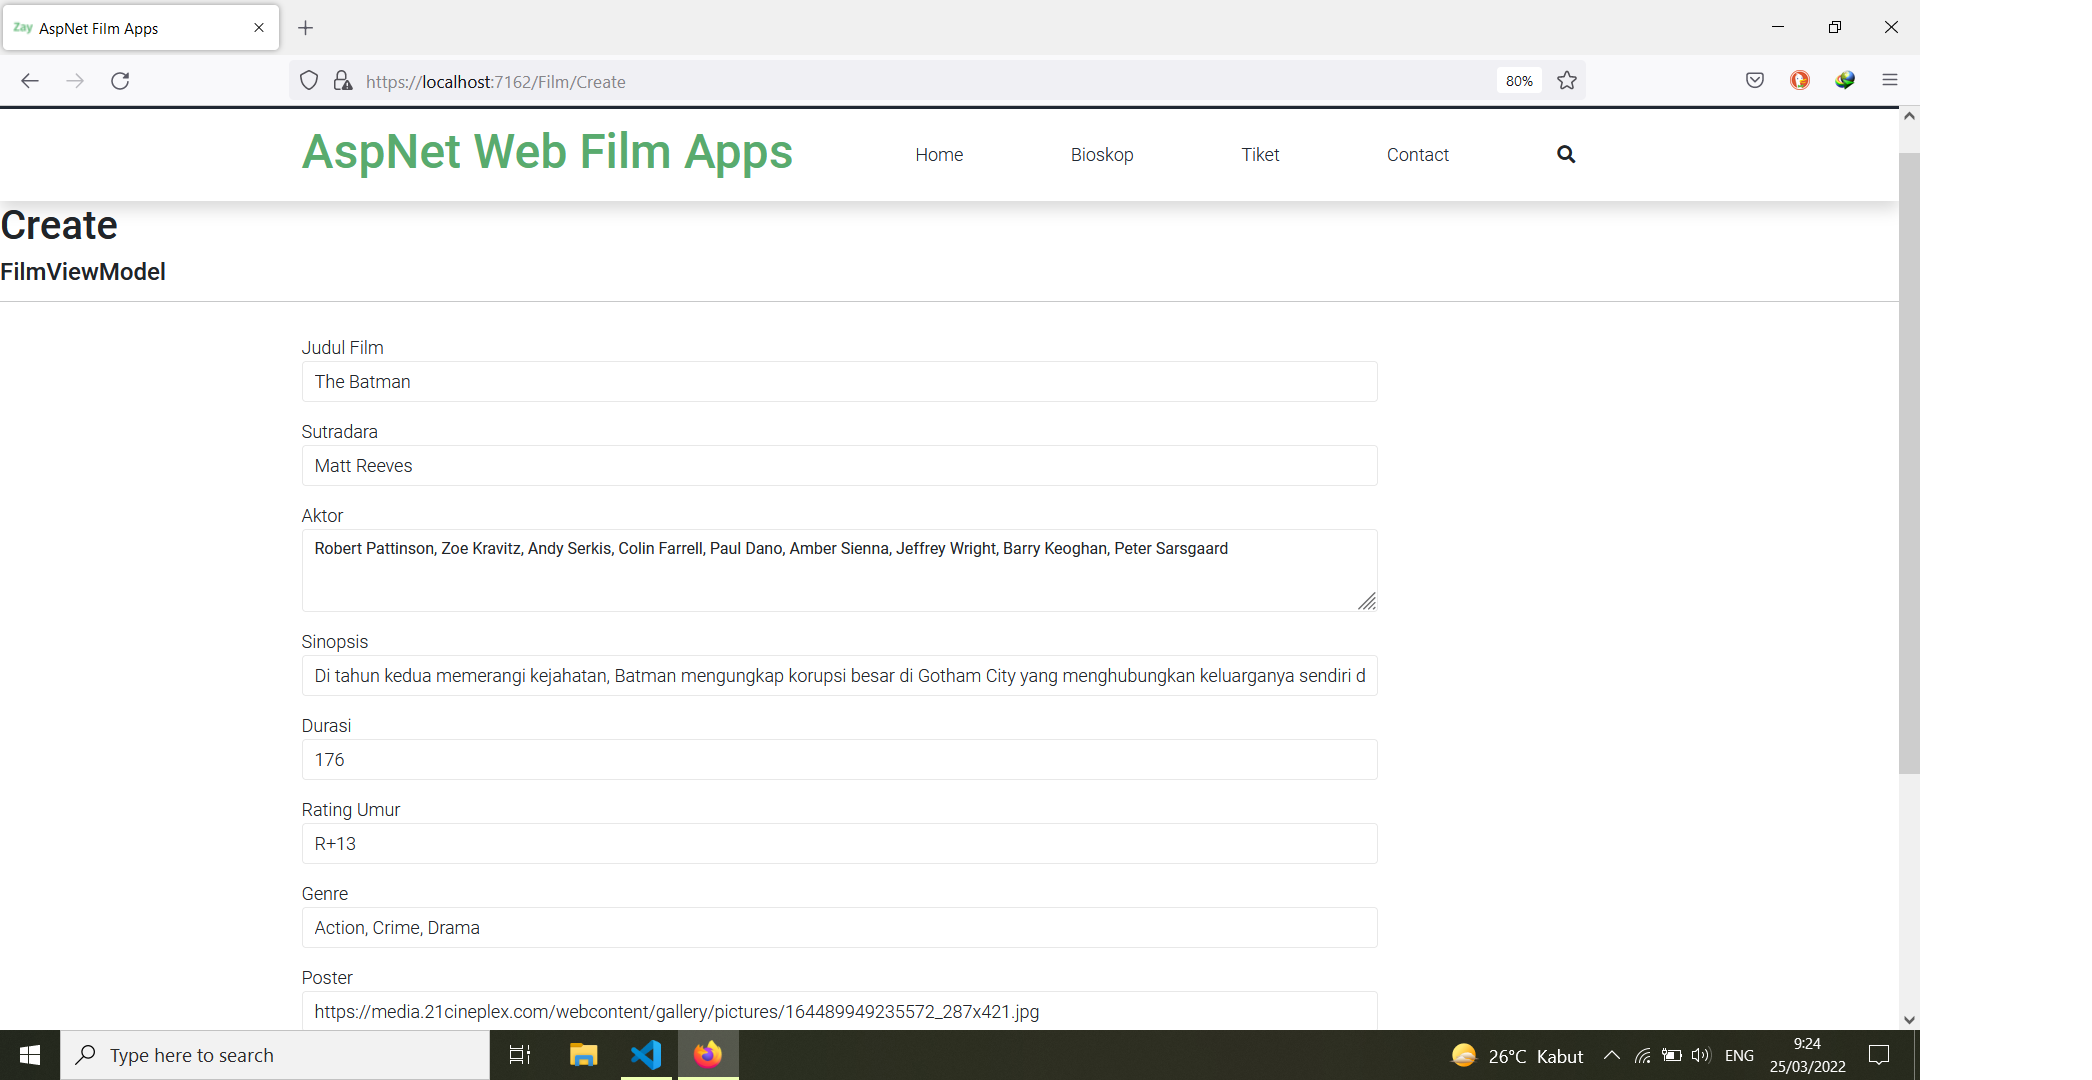 Zay AspNet Film Apps
https://localhost:7162/Film/Create
80%
AspNet Web Film Apps
Home
Bioskop
Tiket
Contact
Create
FilmViewModel
Judul Film
The Batman
Sutradara
Matt Reeves
Aktor
Robert Pattinson, Zoe Kravitz, Andy Serkis, Colin Farrell, Paul Dano, Amber Sienna, Jeffrey Wright, Barry Keoghan, Peter Sarsgaard
Sinopsis
Di tahun kedua memerangi kejahatan, Batman mengungkap korupsi besar di Gotham City yang menghubungkan keluarganya sendiri d
Durasi
176
Rating Umur
R+13
Genre
Action, Crime, Drama
Poster
https://media.21cineplex.com/webcontent/gallery/pictures/164489949235572_287x421.jpg
Type here to search
26°C Kabut
ENG
9:24
25/03/2022